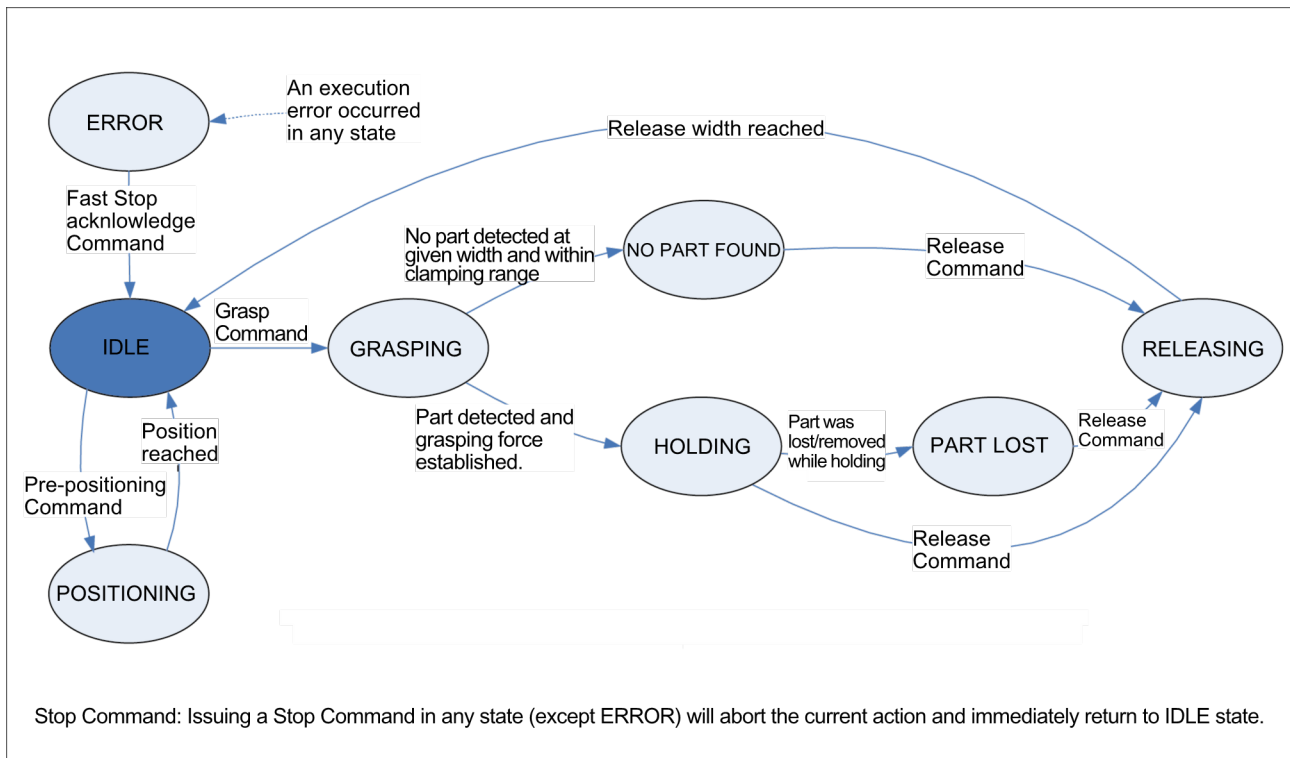 An execution
error occurred
in any state
ERROR
Release width reached
Fast Stop
acknlowledge
Command
No part detected at
given width and within
clamping range
NO PART FOUND
Release
Command
Grasp
Command
IDLE
GRASPING
RELEASING
Part detected and
grasping force
established.
HOLDING
Part was
lost/removed
while holding
PART LOST
Release
Command
Position
reached
Pre-positioning
Command
Release
Command
POSITIONING
Stop Command: Issuing a Stop Command in any state (except ERROR) will abort the current action and immediately return to IDLE state.